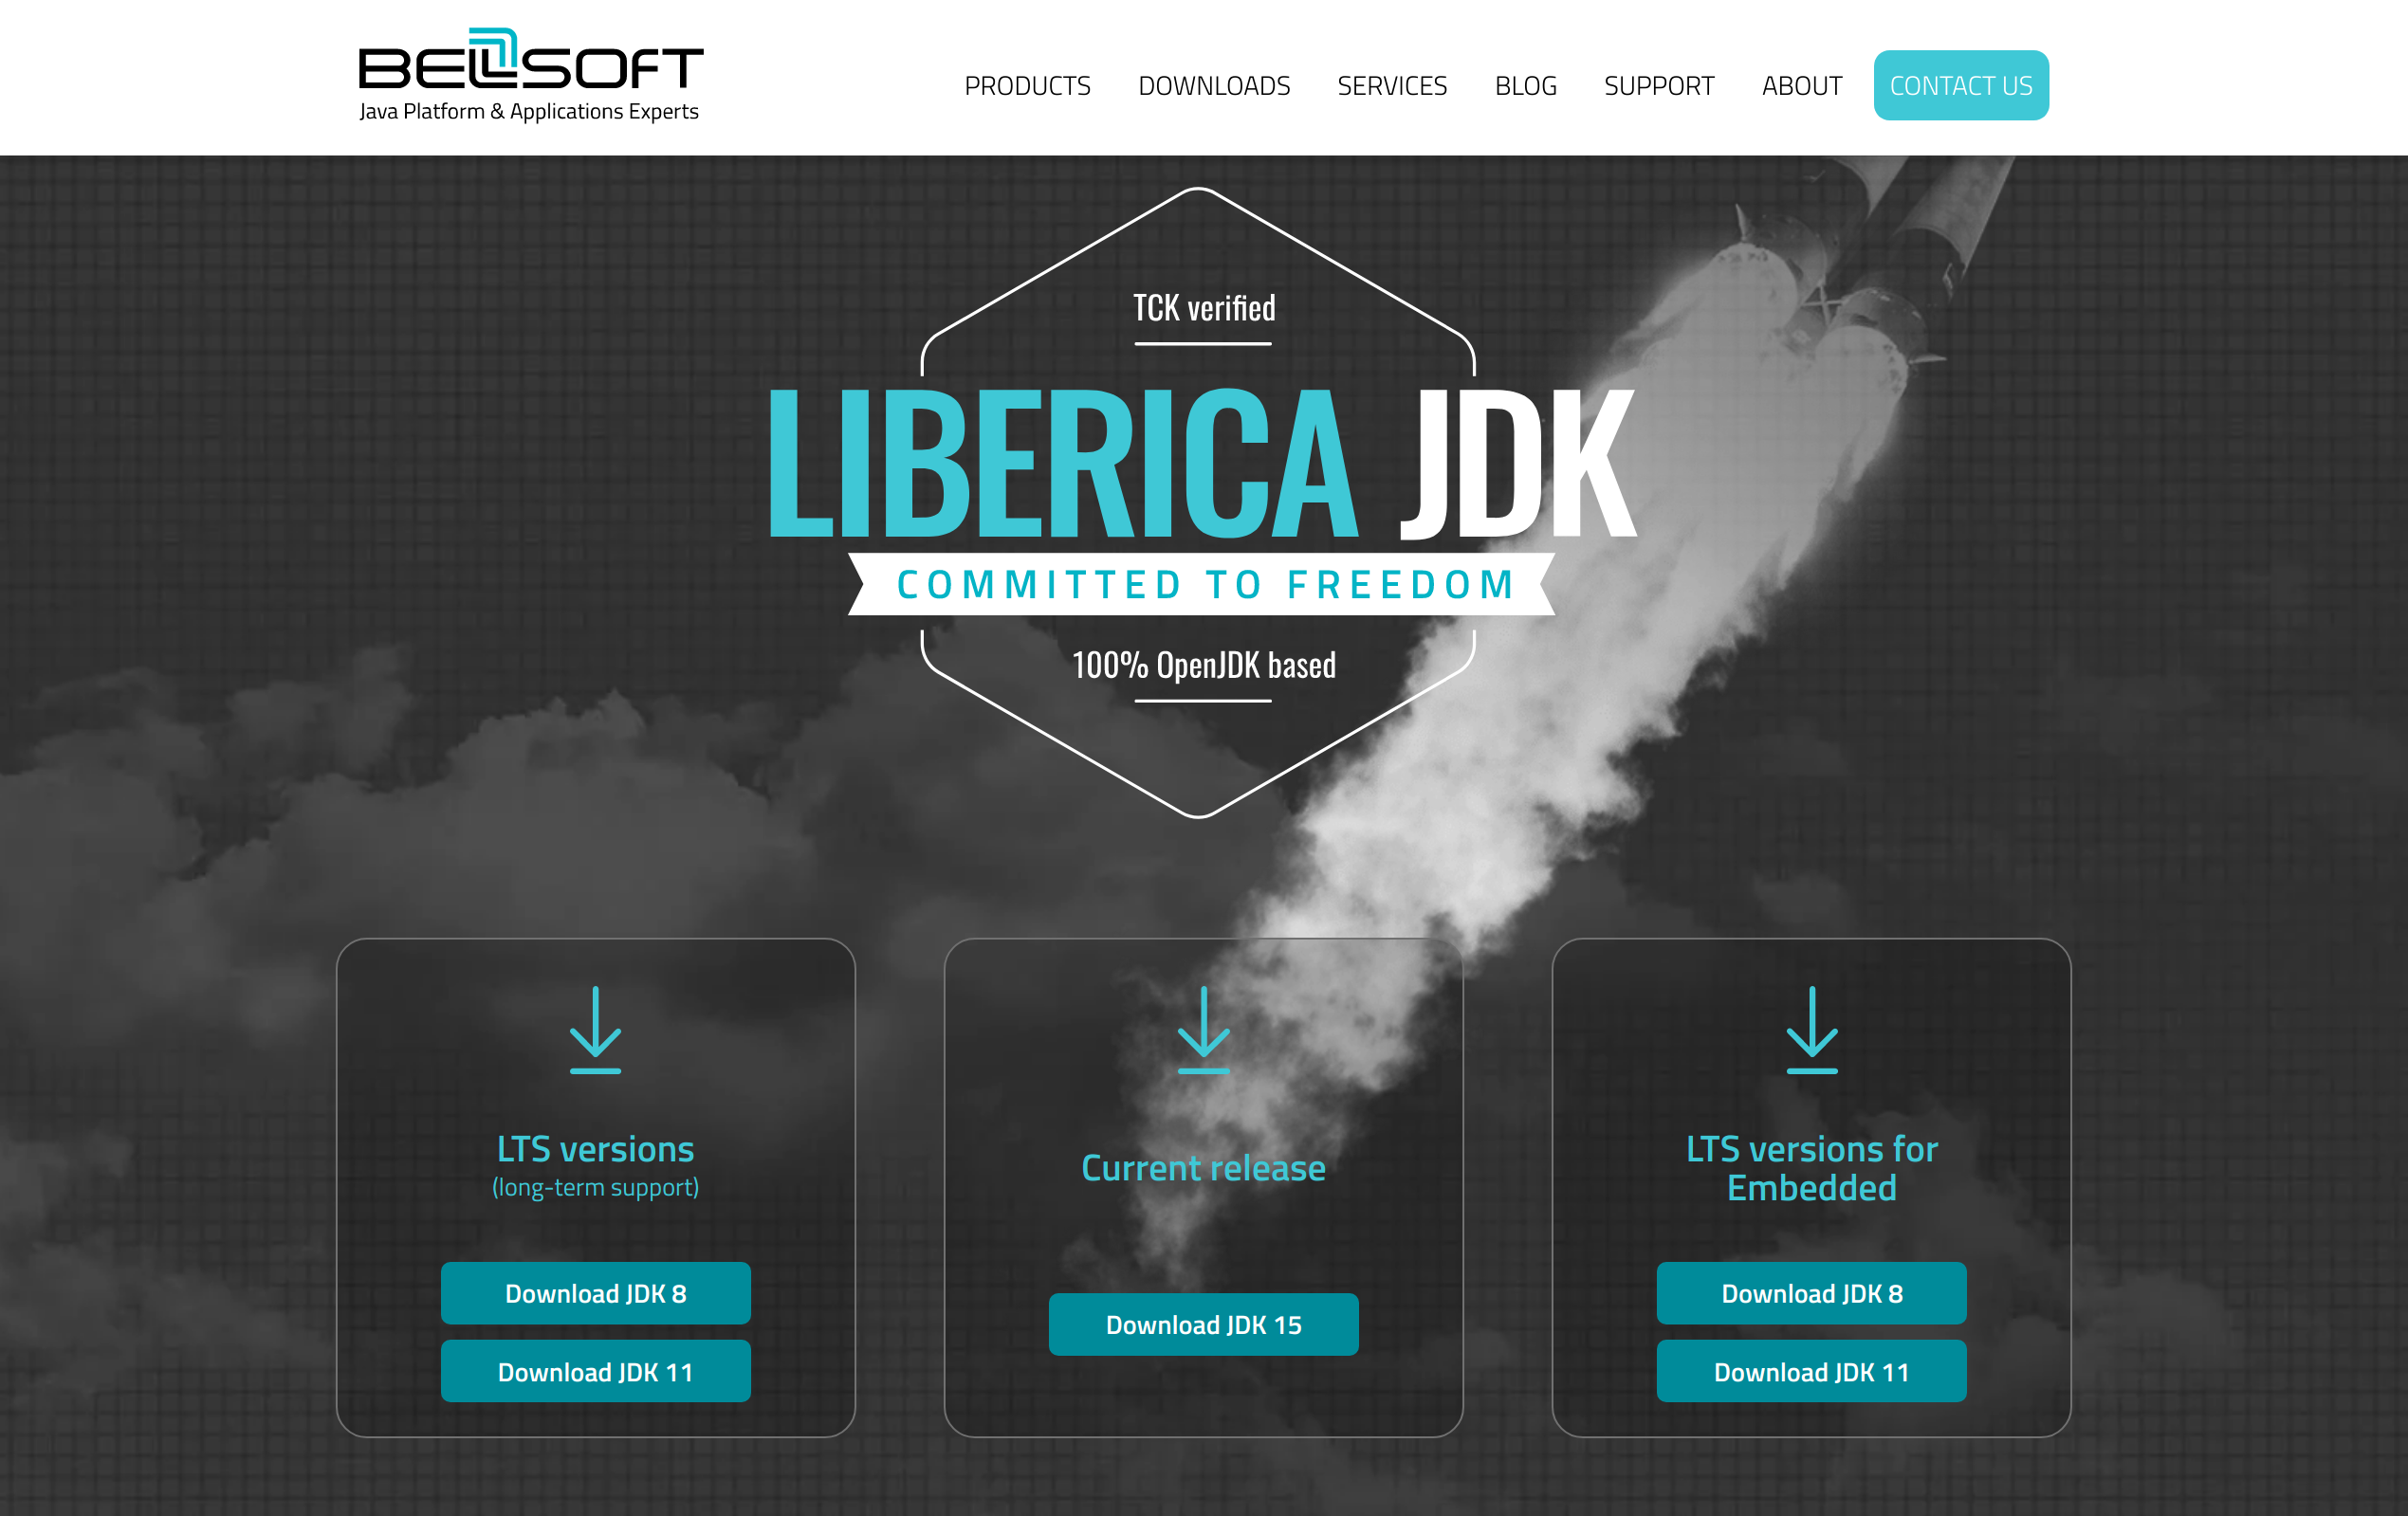 BELLSOFT
Java Platform & Applications Experts
PRODUCTS DOWNLOADS SERVICES BLOG SUPPORT ABOUT CONTACT US
TCK verified
LIBERICA JDK
COMMITTED TO FREEDOM
100% OpenJDK based
LTS versions
(long-term support)
Download JDK 8
Download JDK 11
Current release
Download JDK 15
LTS versions for
Embedded
Download JDK 8
Download JDK 11